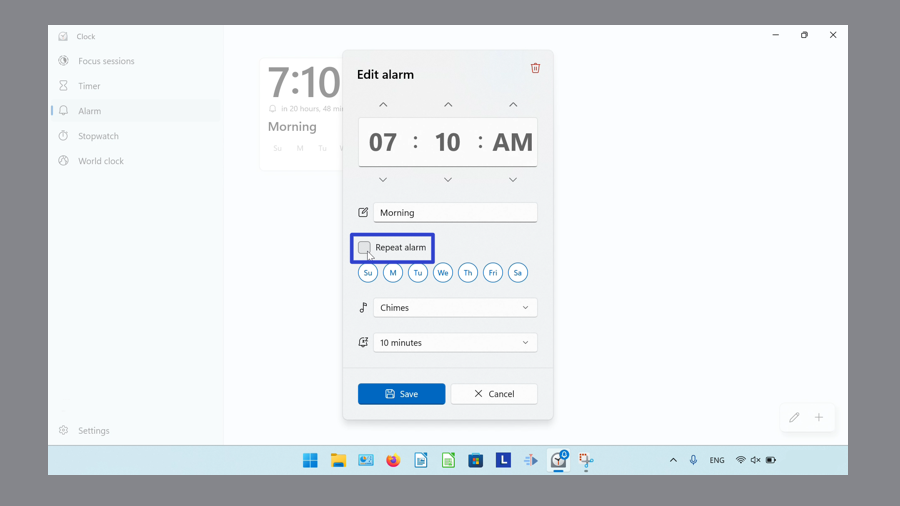 Clock
Focus sessions
Timer
Alarm
Stopwatch
World clock
Settings
7:10
in 20 hours, 48 mi
Morning
Su M Tu
Edit alarm
07 : 10 : AM
Morning
Repeat alarm
Su M Tu We Th Fri Sa
Chimes
10 minutes
Save
Cancel
L
ENG